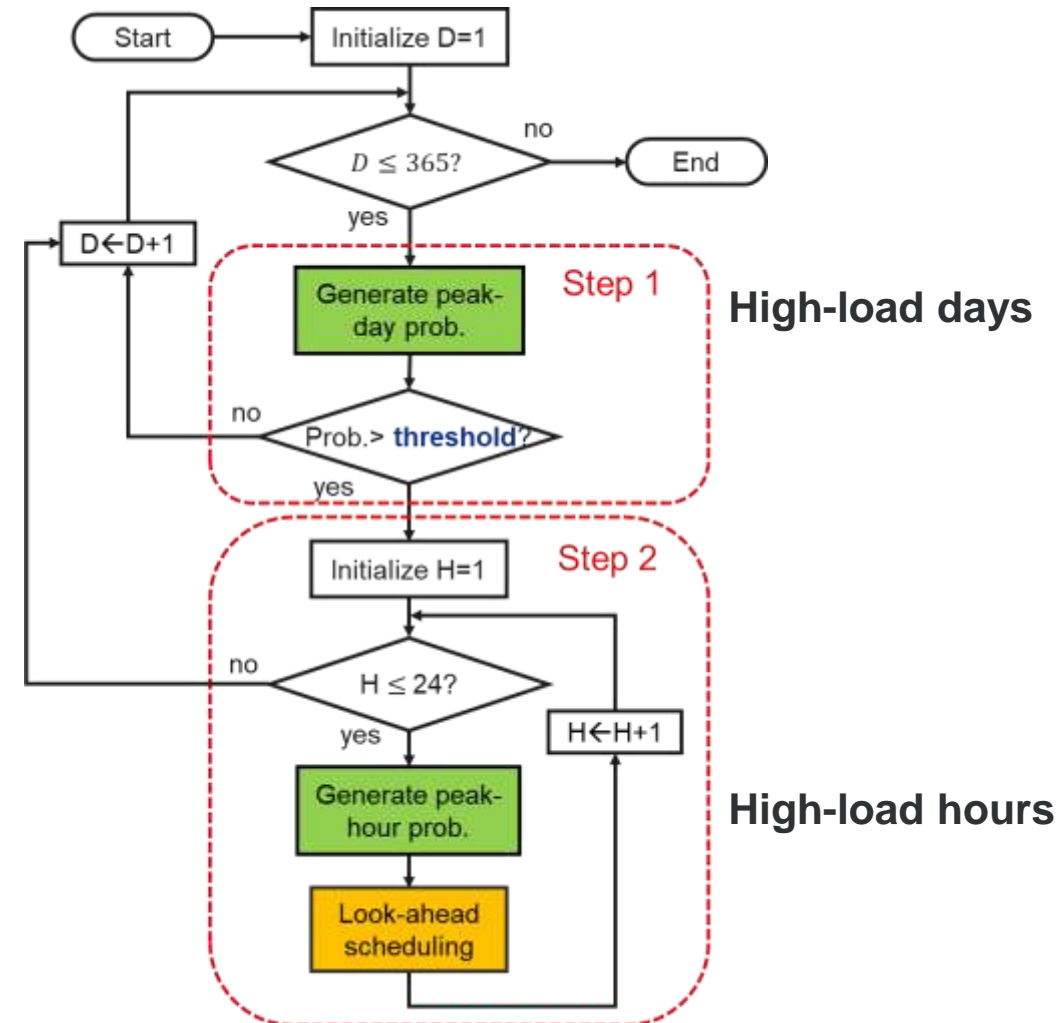 Start
Initialize D=1
D ≤ 365?
no
End
yes
D←D+1
Step 1
Generate peak-
day prob.
High-load days
no
Prob.> threshold?
yes
Step 2
Initialize H=1
no
H ≤ 24?
yes
H←H+1
Generate peak-
hour prob.
High-load hours
Look-ahead
scheduling